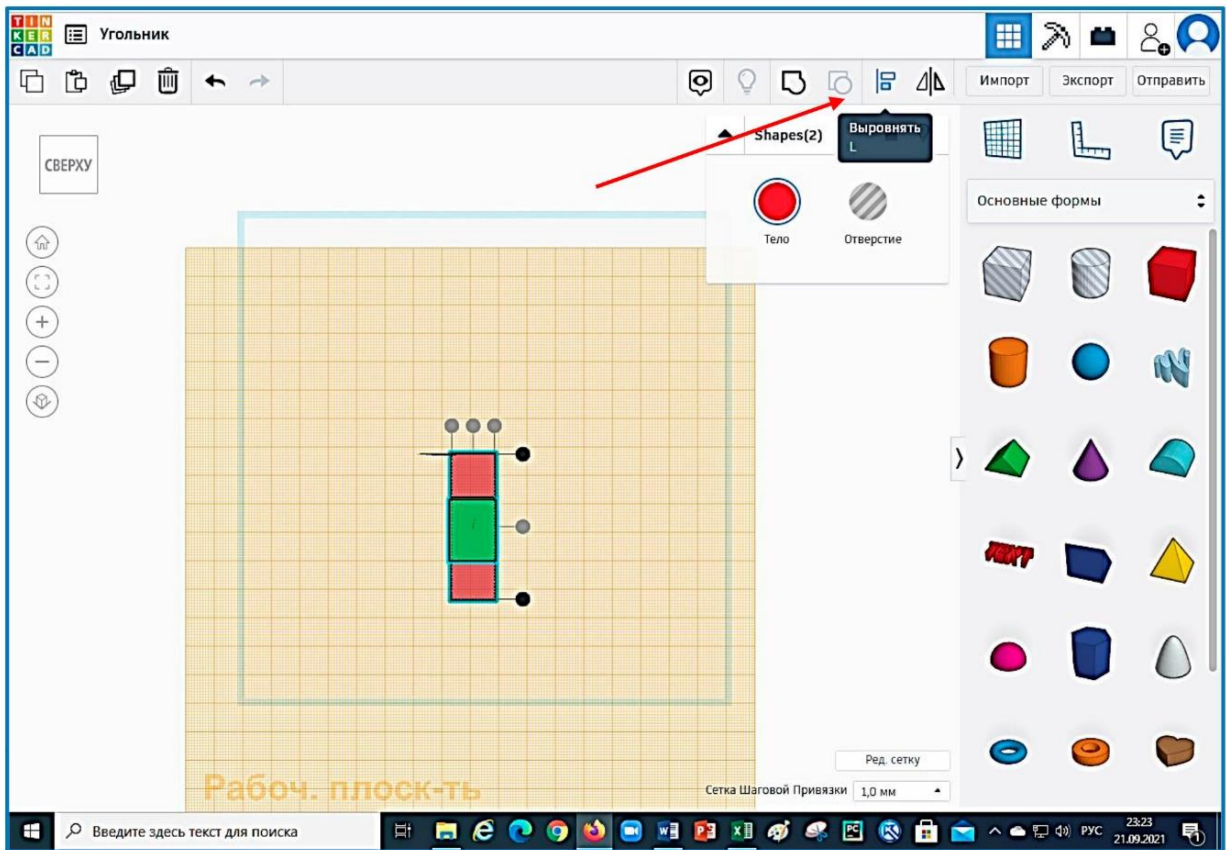 TIN
KER
CAD
Угольник
Импорт
Экспорт
Отправить
Shapes(2)
Выровнять
L
СВЕРХУ
Тело
Отверстие
Основные формы
TEXT
Рабоч. плоск-ть
Ред. сетку
Сетка Шаговой Привязки
1,0 мм
Введите здесь текст для поиска
РУС
23:23
21.09.2021